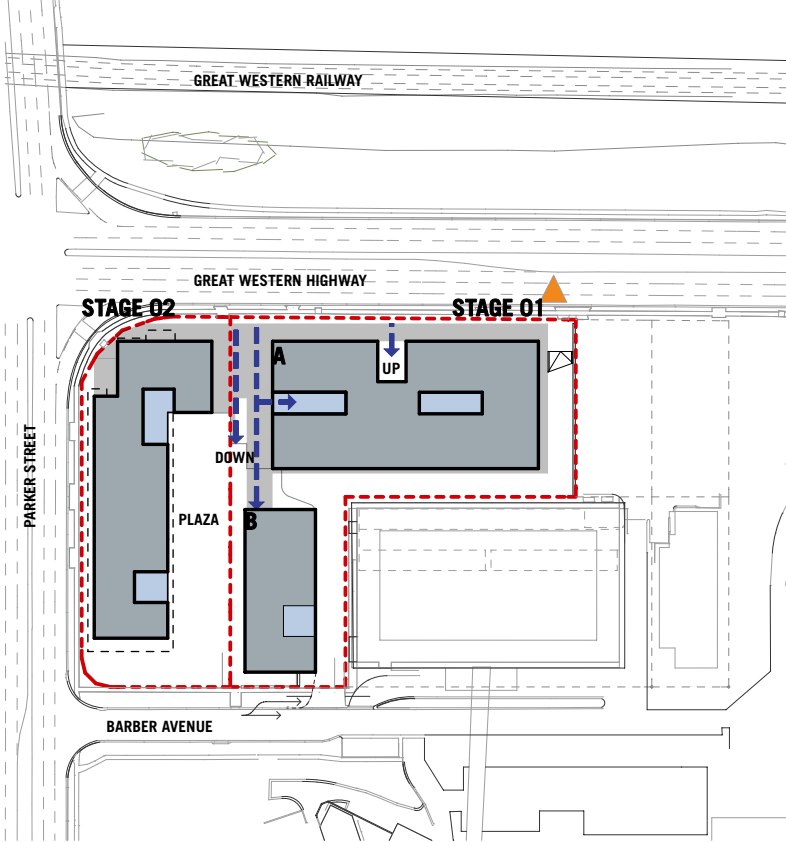 GREAT WESTERN RAILWAY
GREAT WESTERN HIGHWAY
STAGE 02
STAGE 01
A
UP
DOWN
PARKER STREET
PLAZA
B
BARBER AVENUE